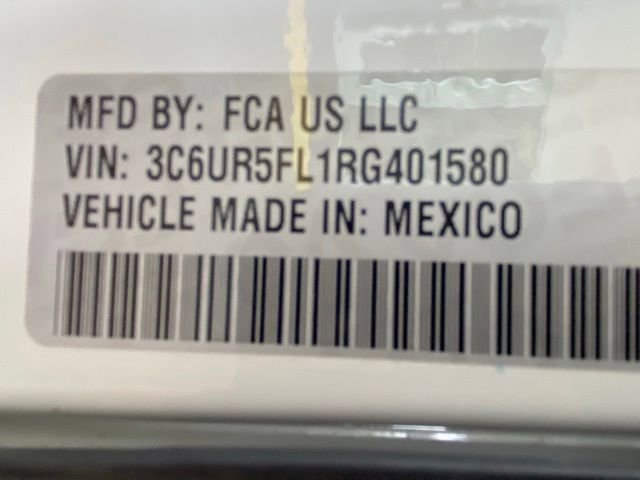 MFD BY: FCA US LLC
VIN: 3C6UR5FL1RG401580
VEHICLE MADE IN: MEXICO